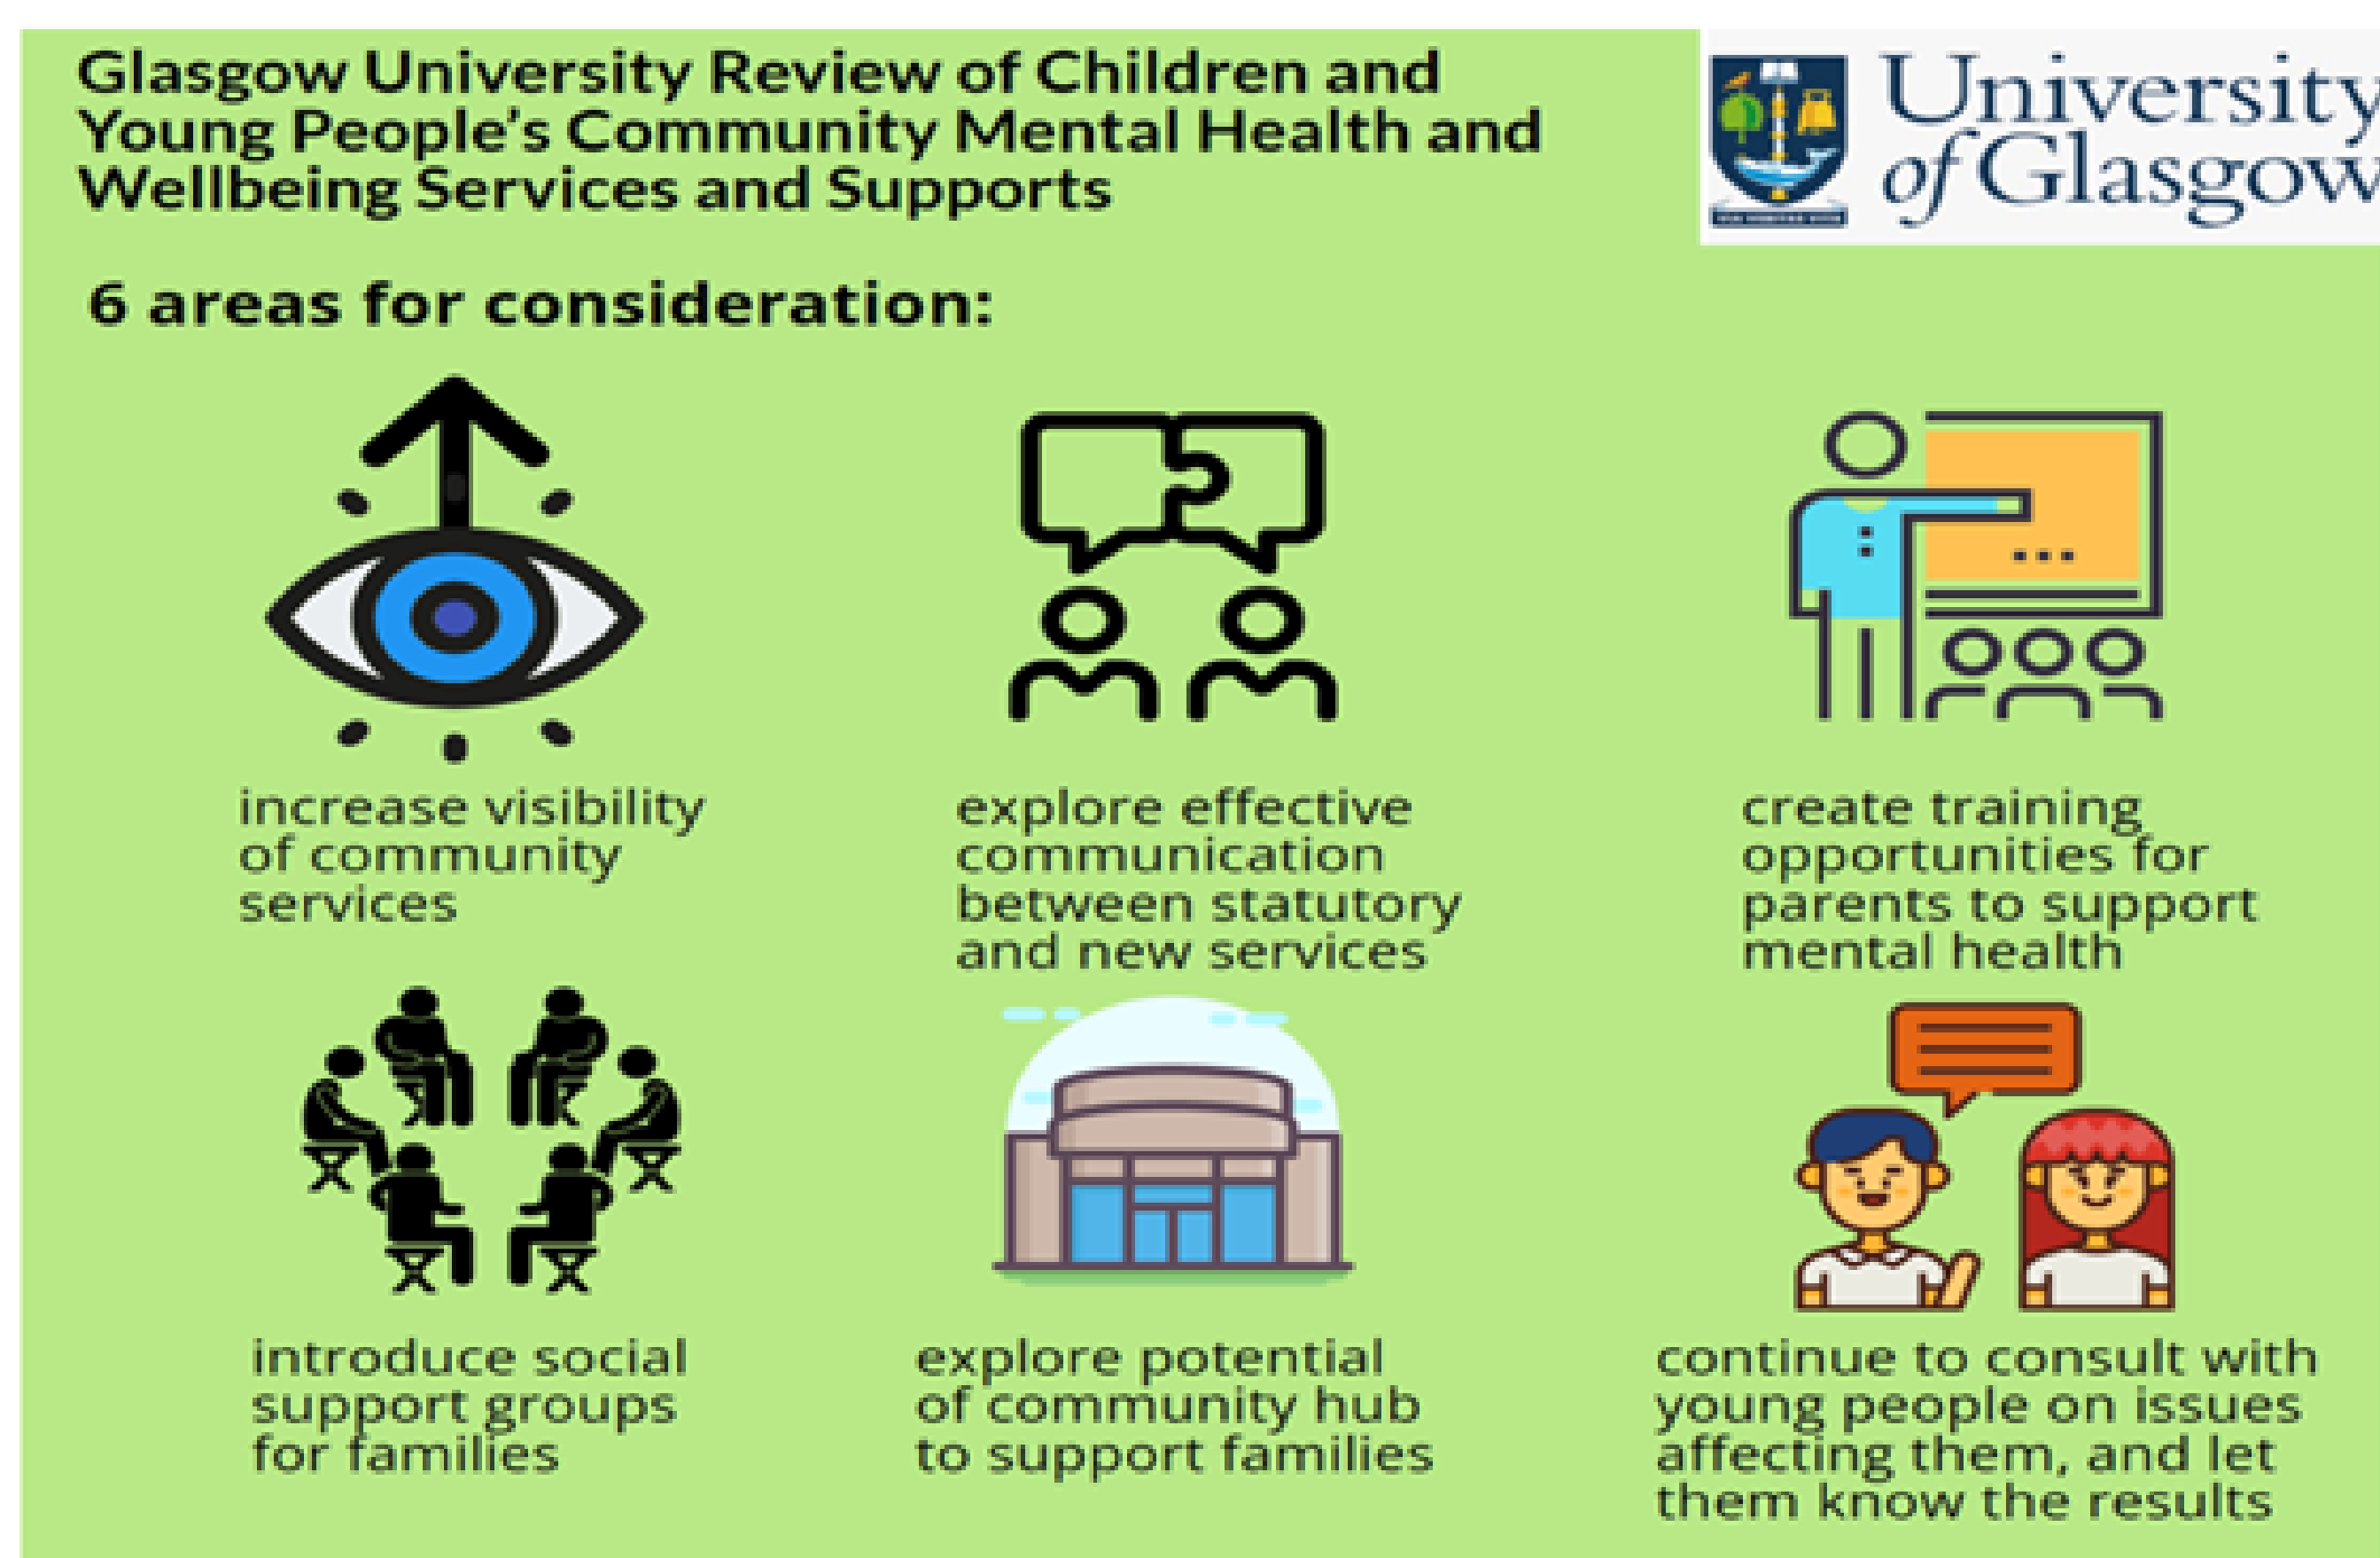 Glasgow University Review of Children and
Young People's Community Mental Health and
Wellbeing Services and Supports
University
of Glasgow
6 areas for consideration:
increase visibility
of community
services
explore effective
communication
between statutory
and new services
create training
opportunities for
parents to support
mental health
introduce social
support groups
for families
explore potential
of community hub
to support families
continue to consult with
young people on issues
affecting them, and let
them know the results